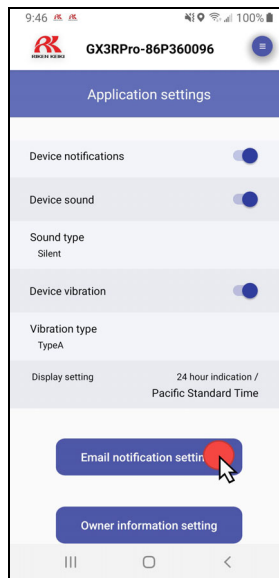 9:46
100%
RIKEN KEIKI
GX3RPro-86P360096
Application settings
Device notifications
Device sound
Sound type
Silent
Device vibration
Vibration type
TypeA
Display setting
24 hour indication /
Pacific Standard Time
Email notification settin
Owner information setting